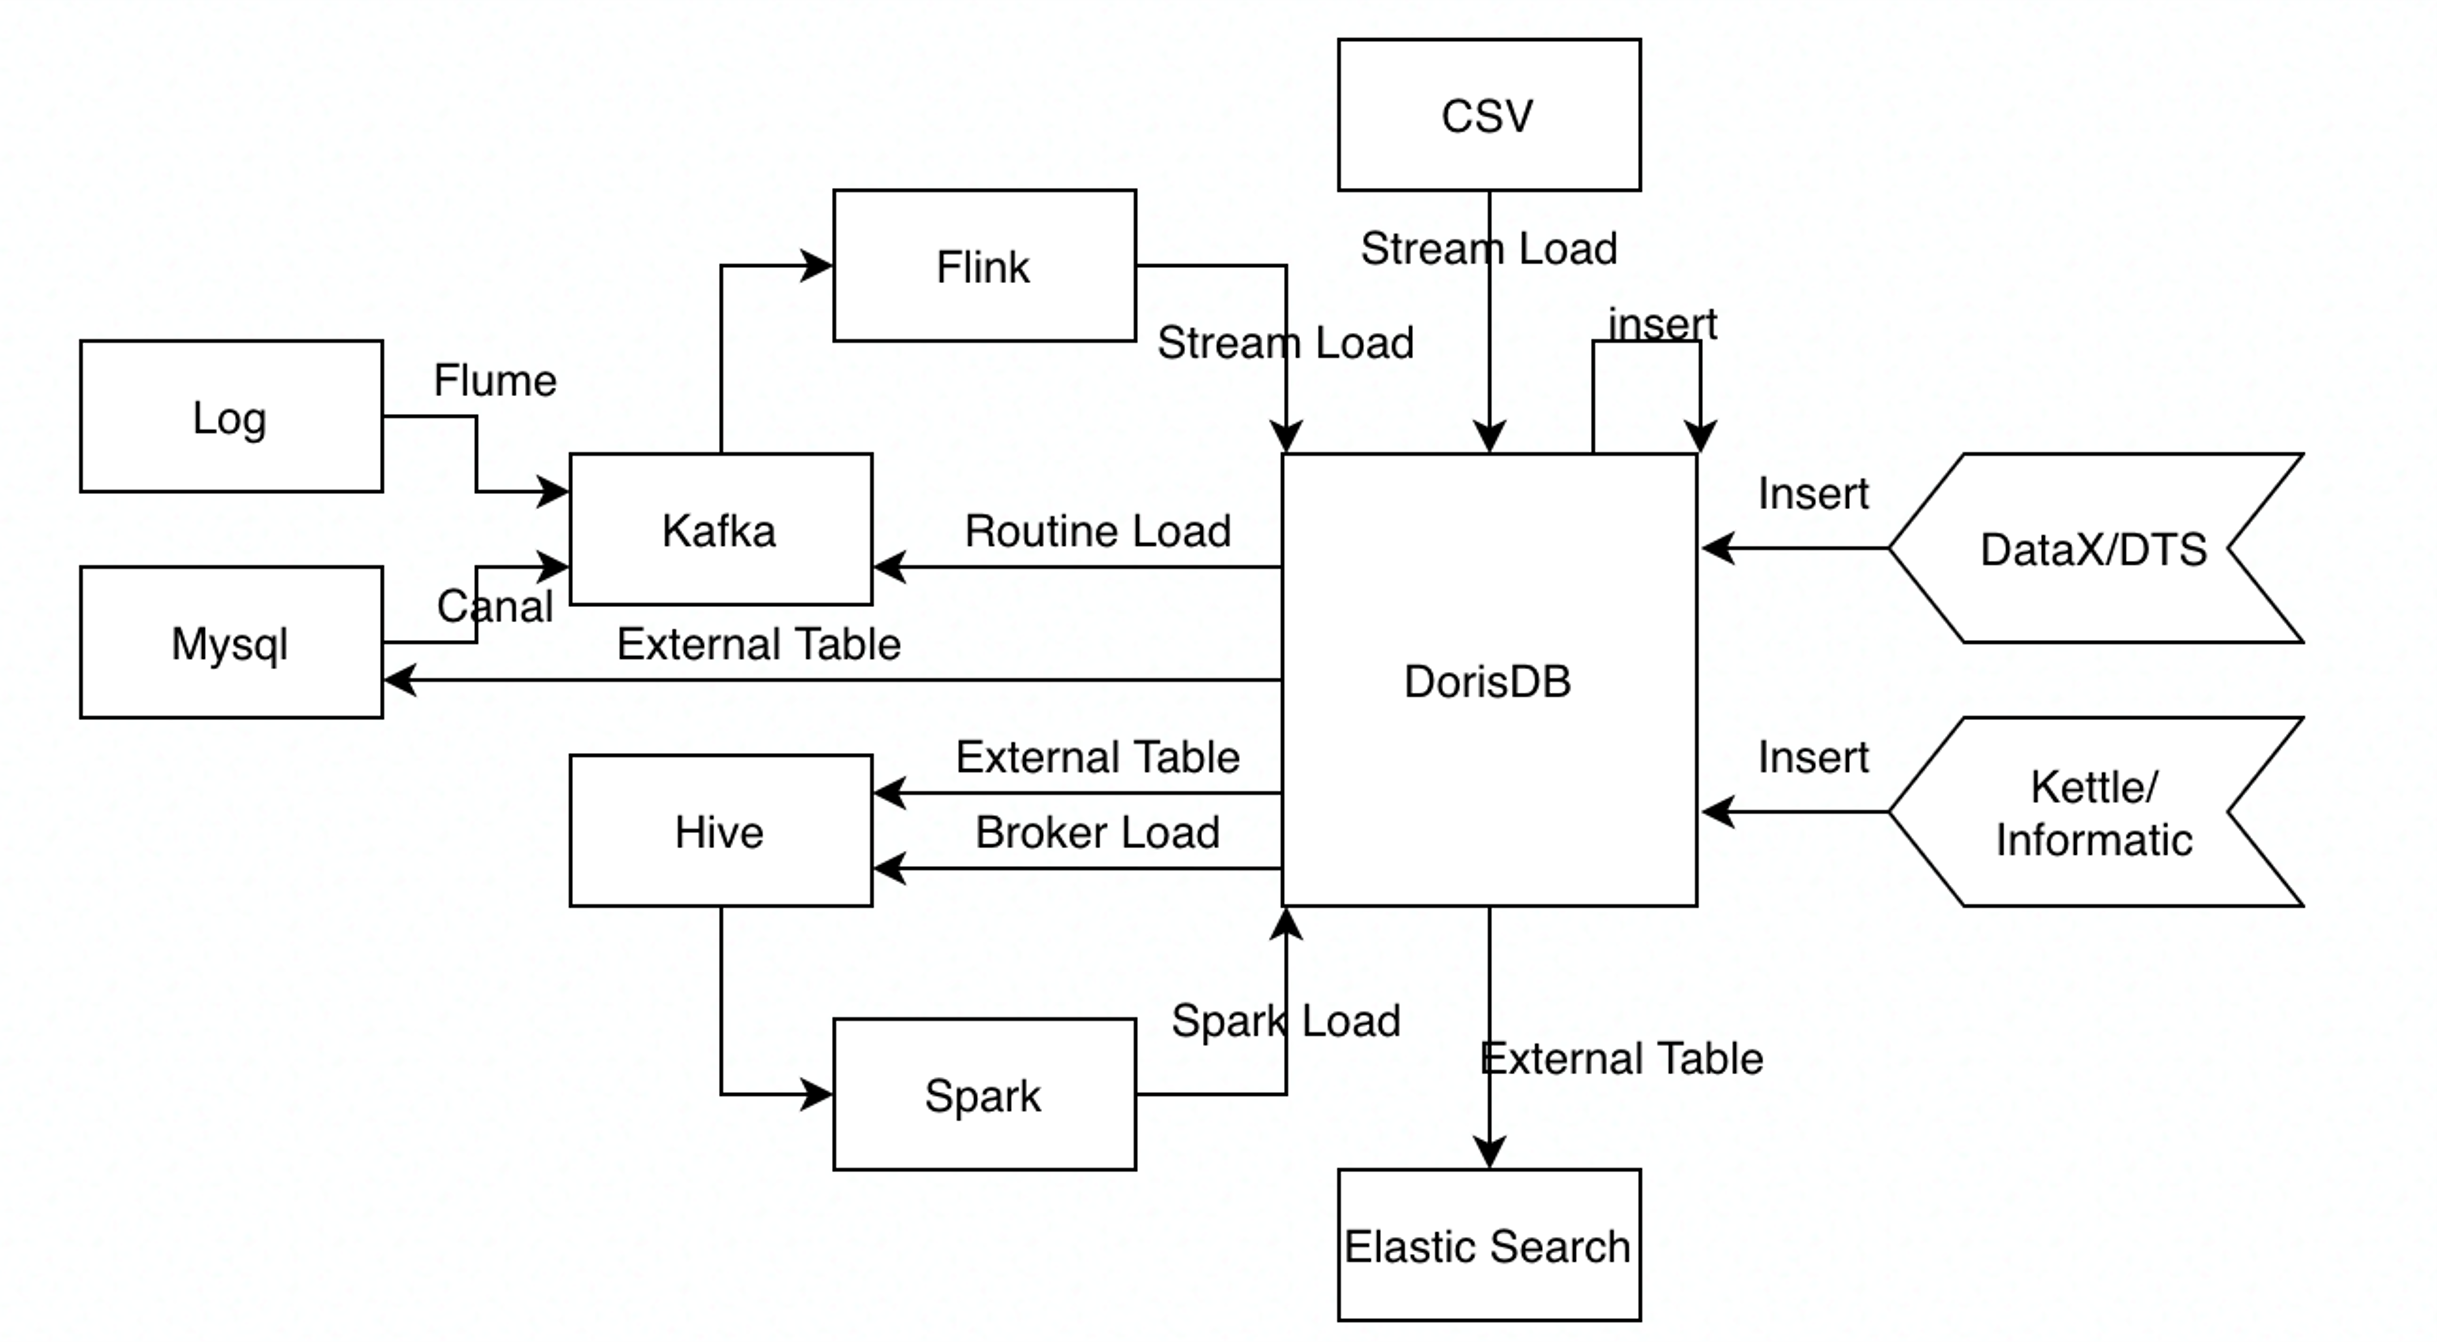 CSV
Stream Load
Flink
Stream Load
insert
Log
Flume
Kafka
Routine Load
Insert
DataX/DTS
Mysql
Canal
External Table
DorisDB
External Table
Hive
Broker Load
Insert
Kettle/
Informatic
Spark Load
Spark
External Table
Elastic Search